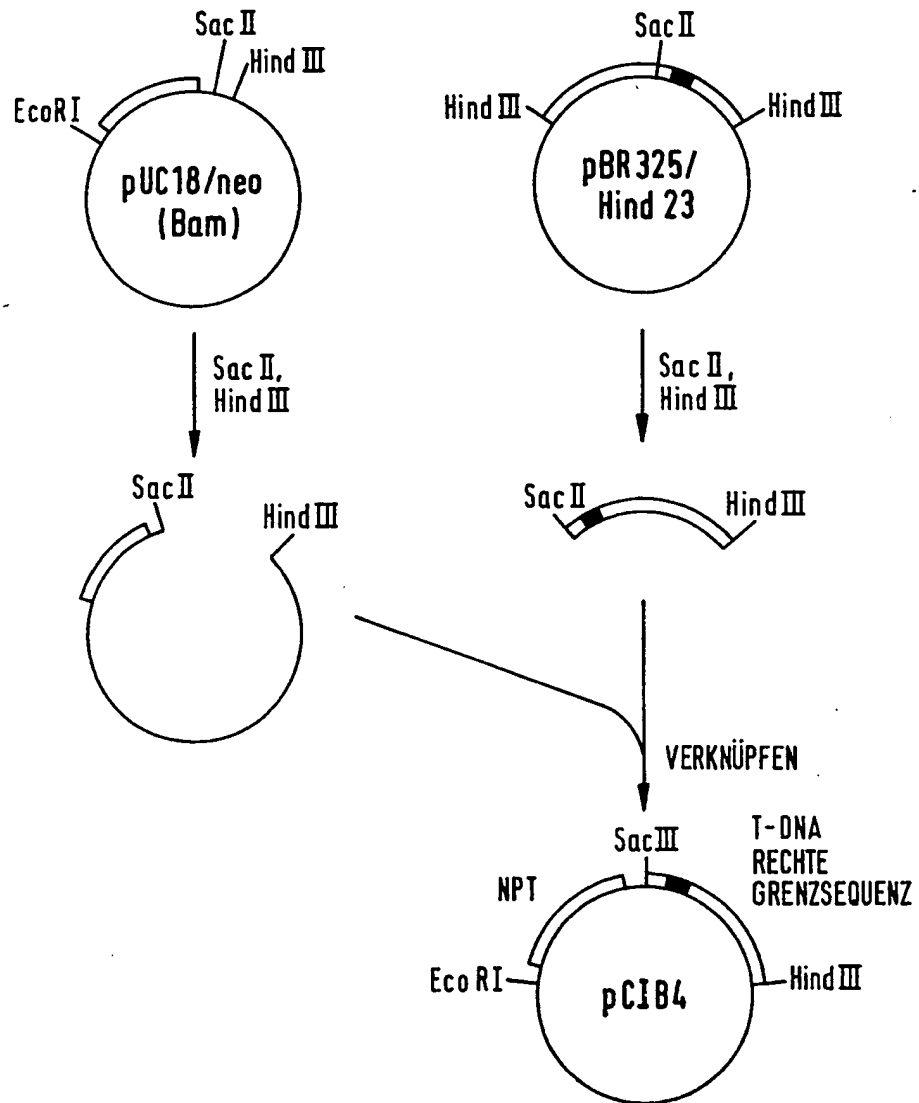 Sac II
Hind III
EcoRI
pUC18/neo
(Bam)
Sac II
Hind III
Hind III
pBR325/
Hind 23
Sac II,
Hind III
Sac II,
Hind III
Sac II
Hind III
Sac II
Hind III
VERKNÜPFEN
Sac III
T-DNA
RECHTE
GRENZSEQUENZ
NPT
Eco RI
Hind III
pCIB4